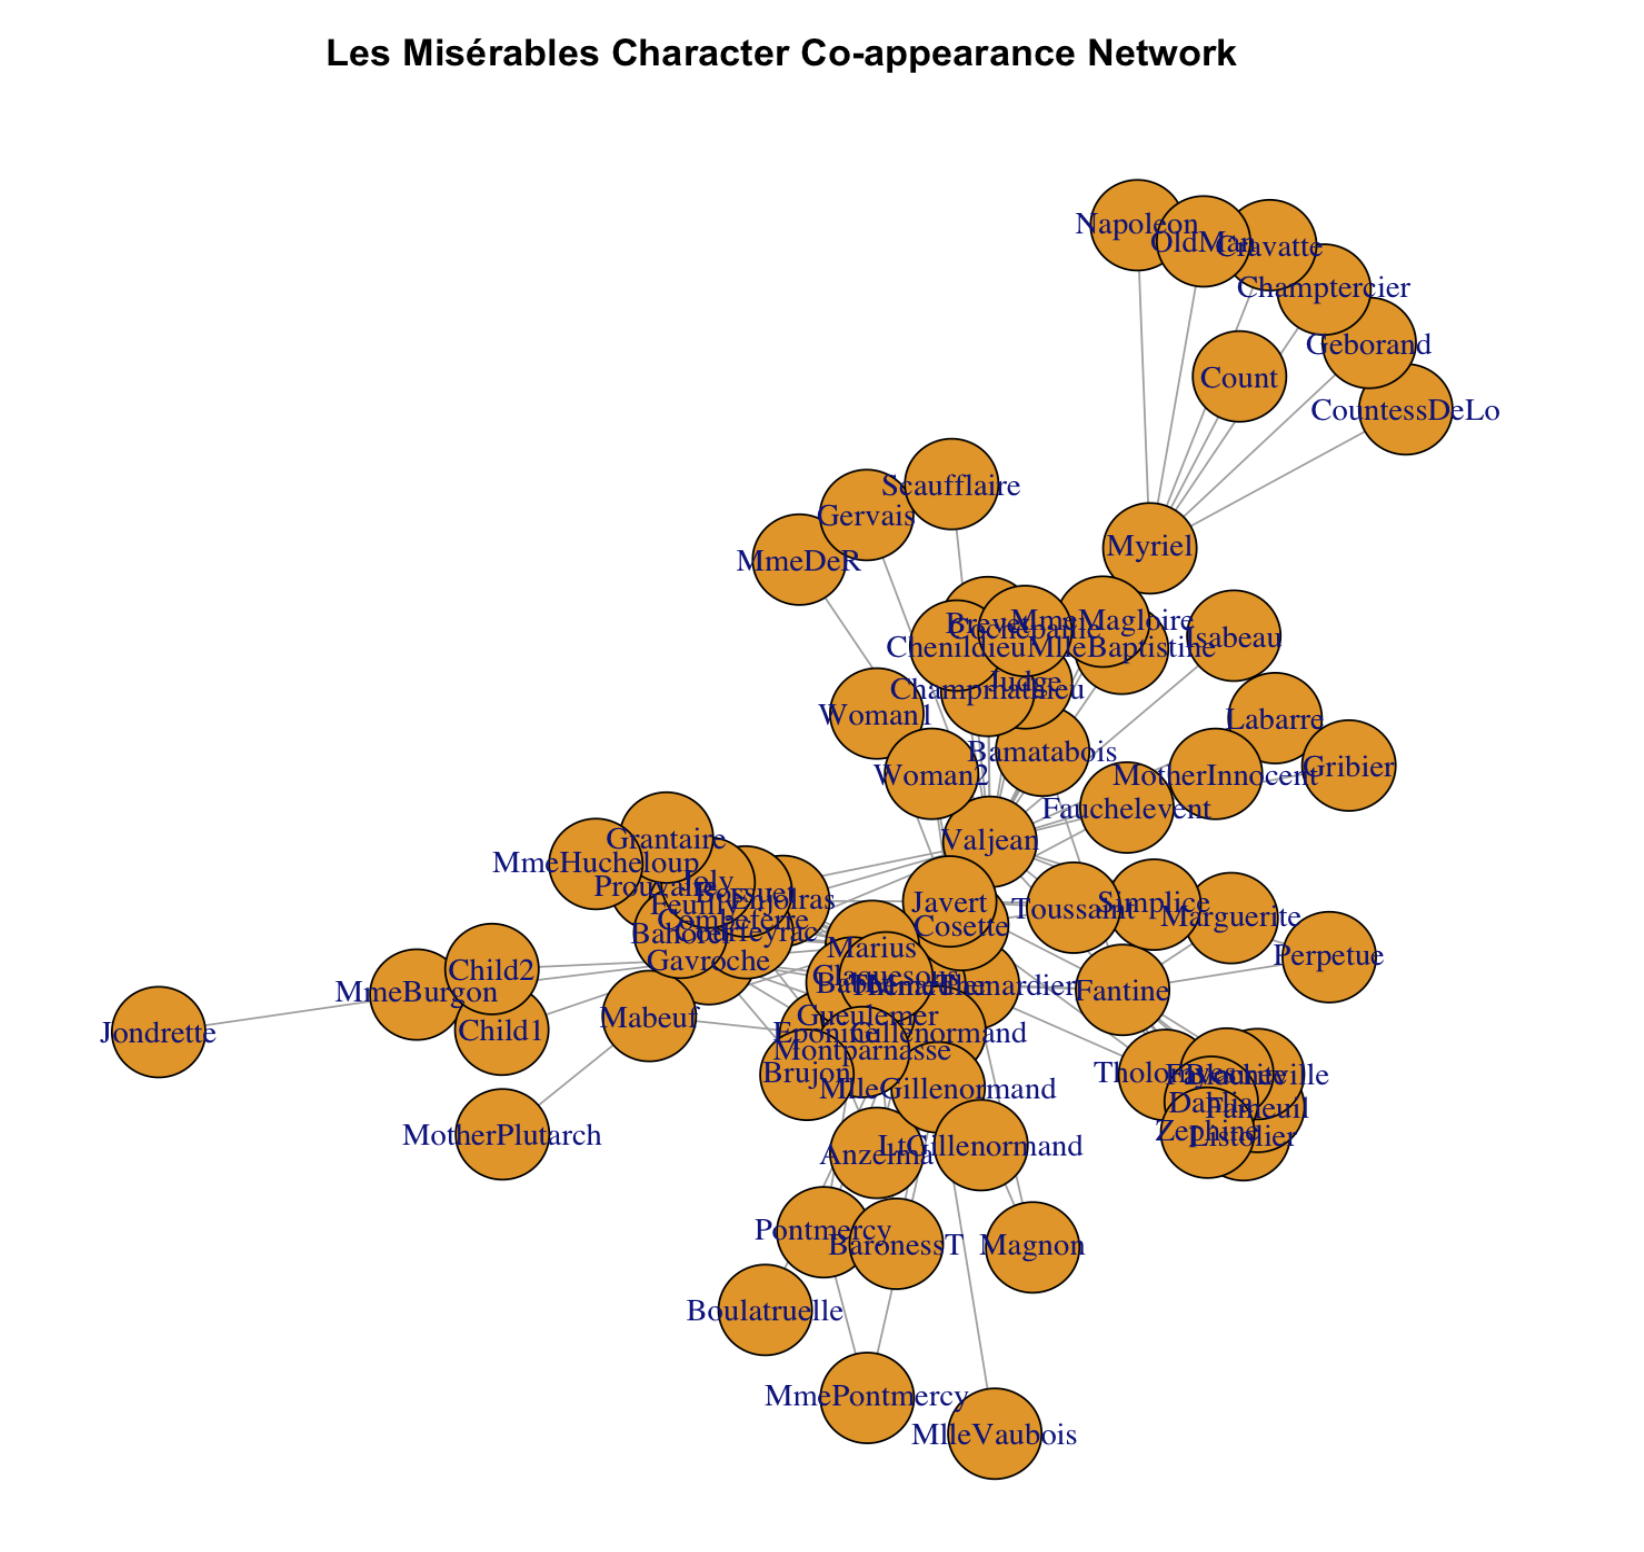 Les Misérables Character Co-appearance Network
Napoleon
OldMan
Cravatte
Champtercier
Geborand
Count
CountessDeLo
Scaufflaire
Gervais
Myriel
MmeDeR
MmeMagloire
Brevet
Cochepaille
Isabeau
Chenildieu
MlleBaptistine
Judge
Champmathieu
Woman1
Labarre
Bamatabois
Gribier
Woman2
MotherInnocent
Fauchelevent
Valjean
Grantaire
MmeHucheloup
Joly
Prouvaire
Bossuet
Enjolras
Feuilly
Javert
Simplice
Toussaint
Marguerite
Combeferre
Cosette
Bahorel
Courfeyrac
Marius
Perpetue
Gavroche
Child2
Claquesous
Babet
Thenardier
MmeThenardier
MmeBurgon
Fantine
Mabeuf
Gueulemer
Child1
Jondrette
Eponine
Gillenormand
Montparnasse
Brujon
Tholomyes
Favourite
Blacheville
MlleGillenormand
Dahlia
Fameuil
Zephine
Listolier
MotherPlutarch
LtGillenormand
Anzelma
Pontmercy
BaronessT
Magnon
Boulatruelle
MmePontmercy
MlleVaubois